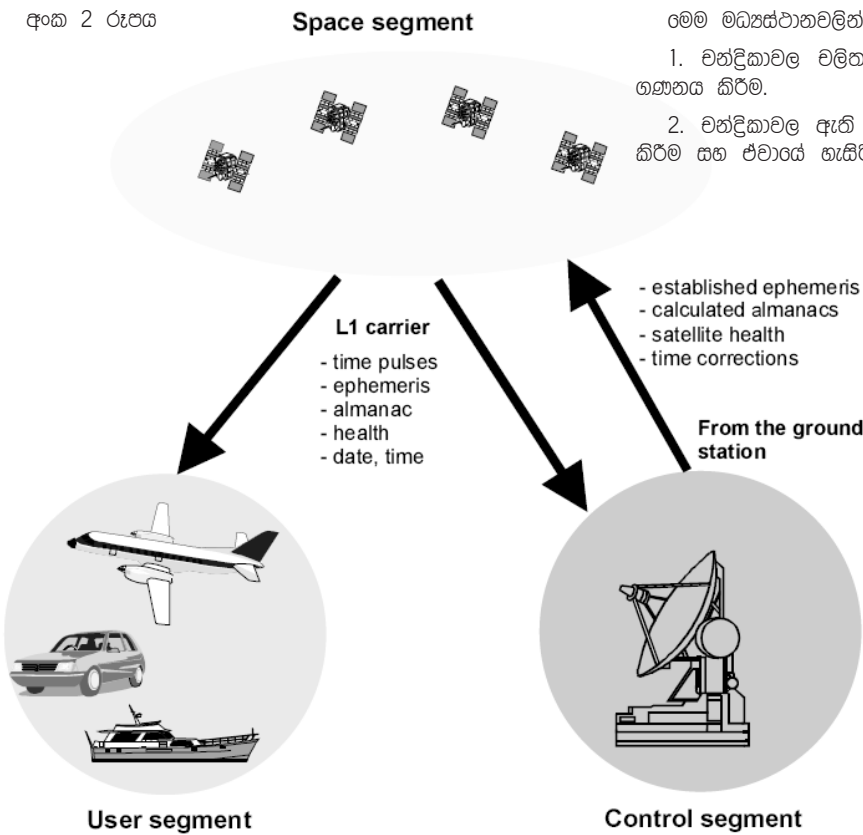 අංක 2 රූපය
Space segment
මෙම මධ්‍යස්ථානවලින්
1. චන්ද්‍රිකාවල චලිත
ගණනය කිරීම.
2. චන්ද්‍රිකාවල ඇති
කිරීම සහ ඒවායේ
L1 carrier
- time pulses
- ephemeris
- almanac
- health
- date, time
- established ephemeris
- calculated almanacs
- satellite health
- time corrections
From the ground
station
User segment
Control segment